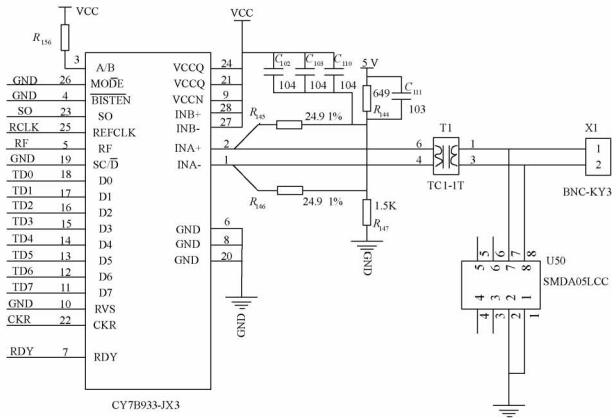 VCC
VCC
R156
3
A/B
VCCQ
24
C102
C103
C110
5 V
C111
GND
26
MODE
VCCQ
21
104
104
104
GND
4
BISTEN
VCCN
9
649
103
SO
23
SO
INB+
28
R144
RCLK
25
REFCLK
INB-
27
R145
24.9 1%
T1
X1
RF
5
RF
INA+
2
6
1
1
GND
19
SC/D
INA-
1
4
3
2
TD0
18
D0
TC1-1T
BNC-KY3
TD1
17
D1
R146
24.9 1%
TD2
16
D2
1.5K
TD3
15
D3
GND
6
R147
TD4
14
D4
GND
8
GND
TD5
13
D5
GND
20
5
6
7
8
U50
TD6
12
D6
5
6
7
8
SMDA05LCC
TD7
11
D7
4
3
2
1
GND
10
RVS
4
3
2
1
CKR
22
CKR
GND
RDY
7
RDY
CY7B933-JX3